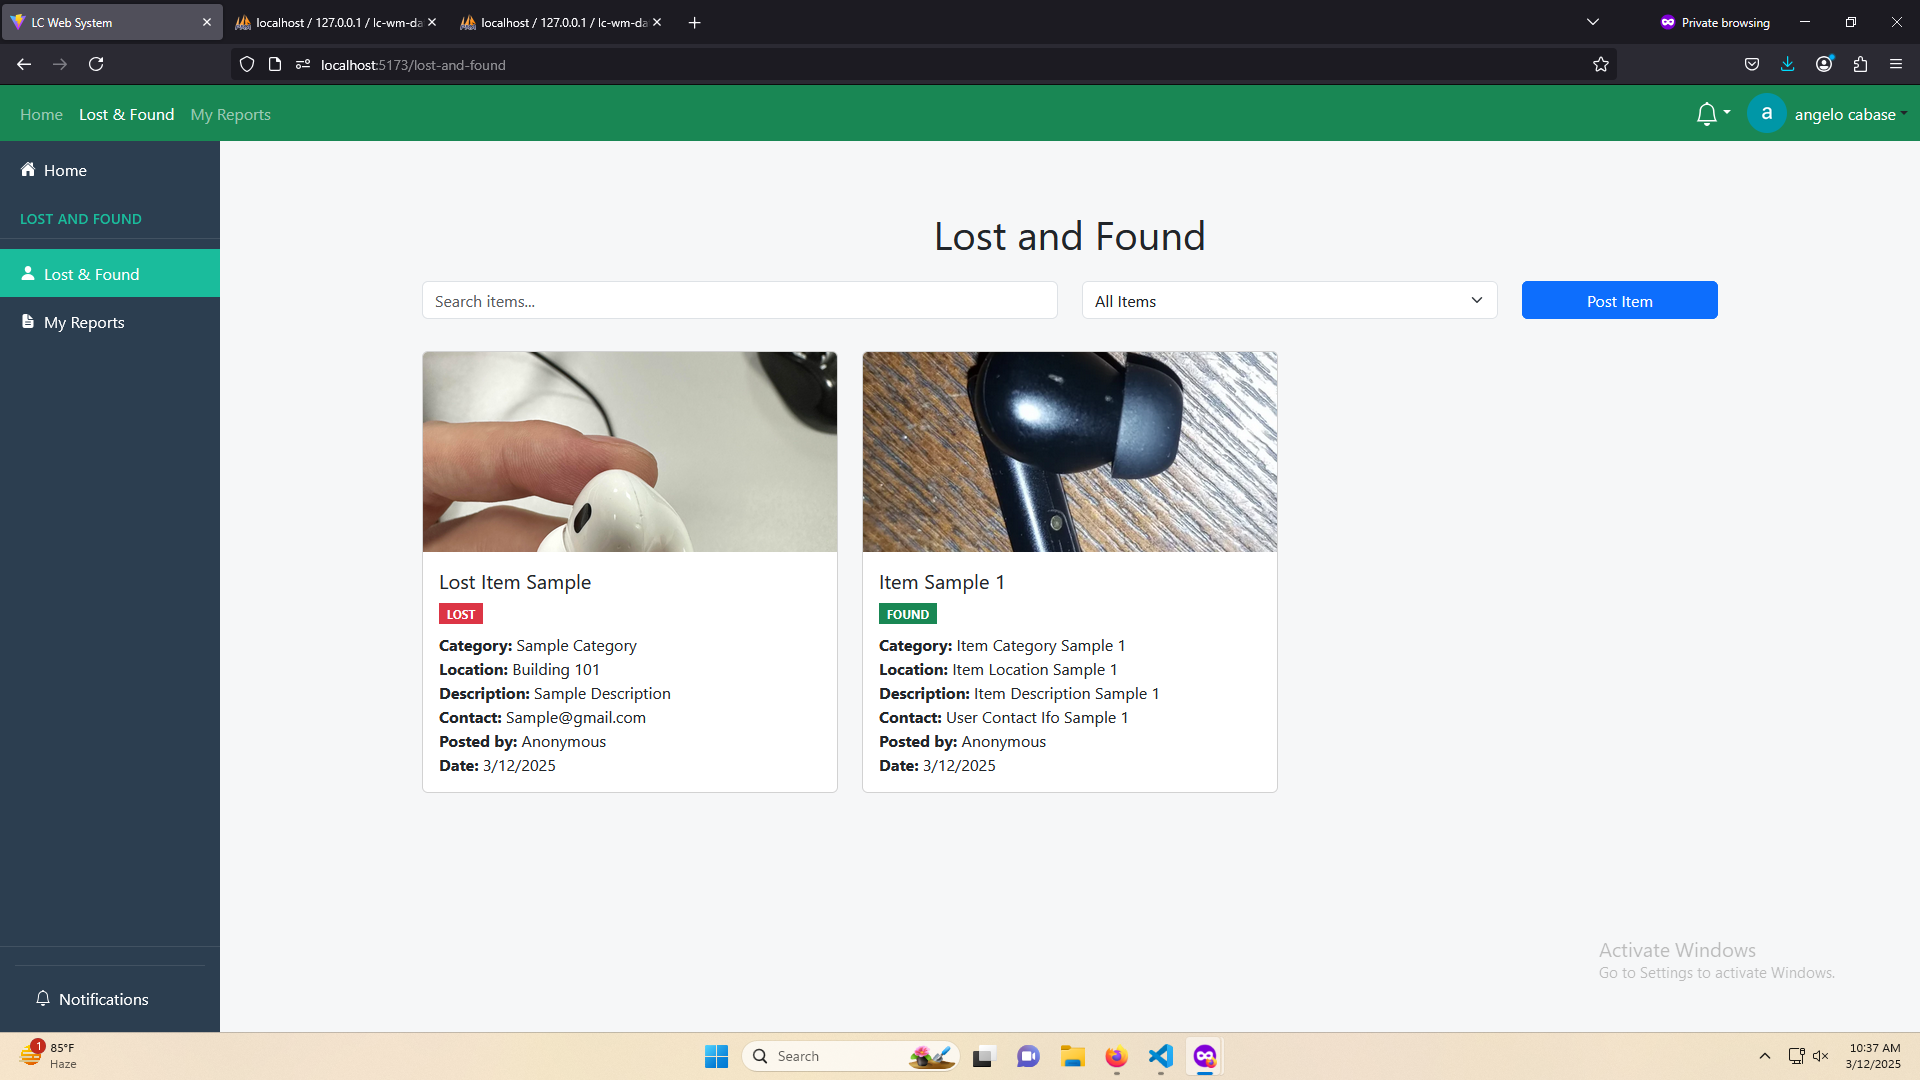 LC Web System
localhost / 127.0.0.1 / lc-wm-da
localhost / 127.0.0.1 / lc-wm-da
Private browsing
localhost:5173/lost-and-found
Home
Lost & Found
My Reports
a
angelo cabase
Home
LOST AND FOUND
Lost & Found
My Reports
Lost and Found
Search items...
All Items
Post Item
Lost Item Sample
LOST
Category: Sample Category
Location: Building 101
Description: Sample Description
Contact: Sample@gmail.com
Posted by: Anonymous
Date: 3/12/2025
Item Sample 1
FOUND
Category: Item Category Sample 1
Location: Item Location Sample 1
Description: Item Description Sample 1
Contact: User Contact Ifo Sample 1
Posted by: Anonymous
Date: 3/12/2025
Activate Windows
Go to Settings to activate Windows.
Notifications
1
85°F
Haze
Search
10:37 AM
3/12/2025